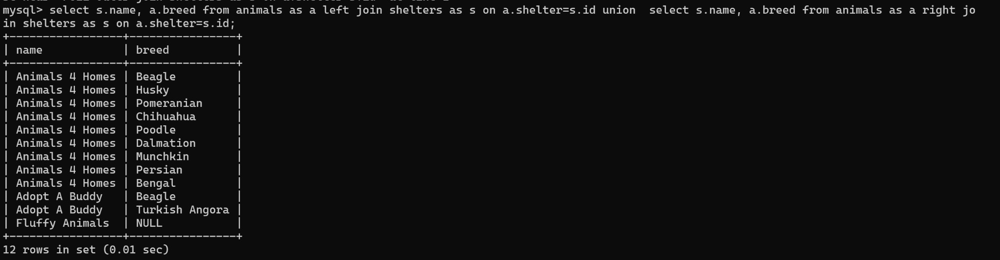 mysql> select s.name, a.breed from animals as a left join shelters as s on a.shelter=s.id union  select s.name, a.breed from animals as a right jo
in shelters as s on a.shelter=s.id;
+-----------------+----------------+
| name            | breed          |
+-----------------+----------------+
| Animals 4 Homes | Beagle         |
| Animals 4 Homes | Husky          |
| Animals 4 Homes | Pomeranian     |
| Animals 4 Homes | Chihuahua      |
| Animals 4 Homes | Poodle         |
| Animals 4 Homes | Dalmation      |
| Animals 4 Homes | Munchkin       |
| Animals 4 Homes | Persian        |
| Animals 4 Homes | Bengal         |
| Adopt A Buddy   | Beagle         |
| Adopt A Buddy   | Turkish Angora |
| Fluffy Animals  | NULL           |
+-----------------+----------------+
12 rows in set (0.01 sec)